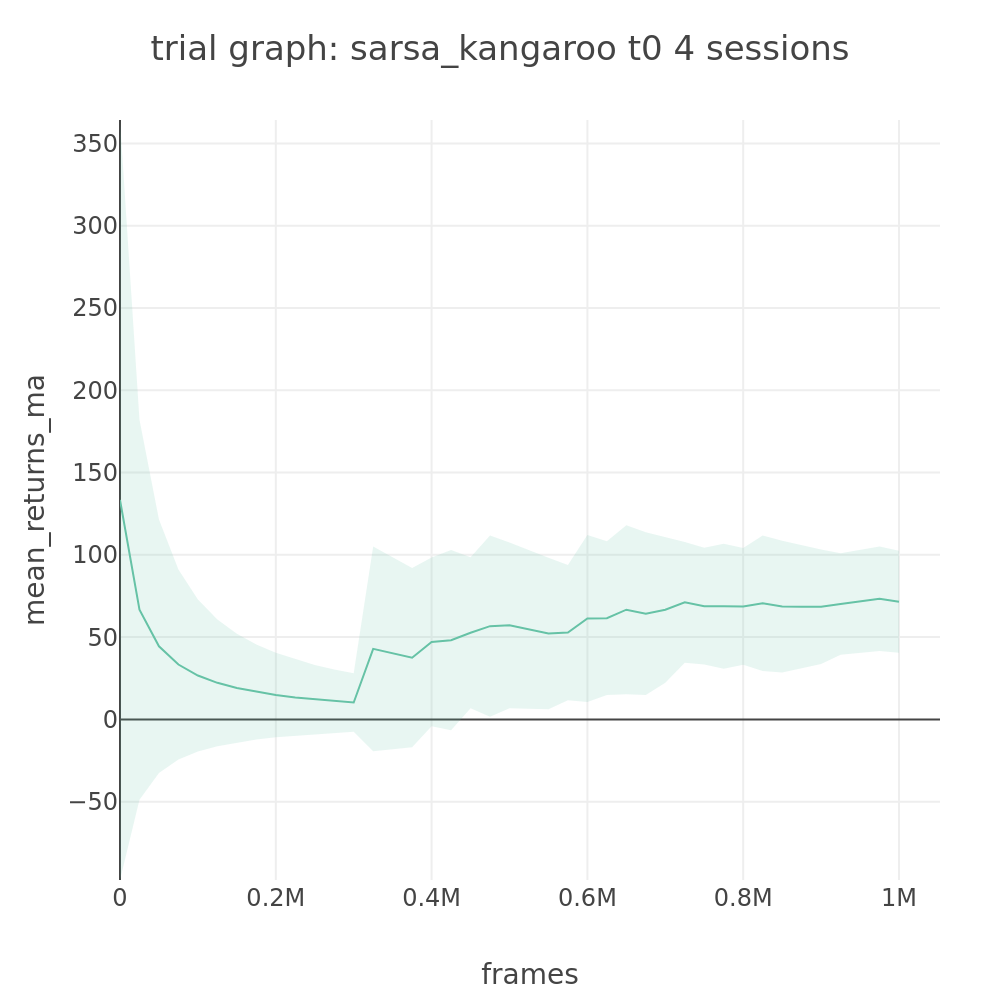 trial graph: sarsa_kangaroo t0 4 sessions
350
300
250
200
150
100
50
0
−50
mean_returns_ma
0
0.2M
0.4M
0.6M
0.8M
1M
frames